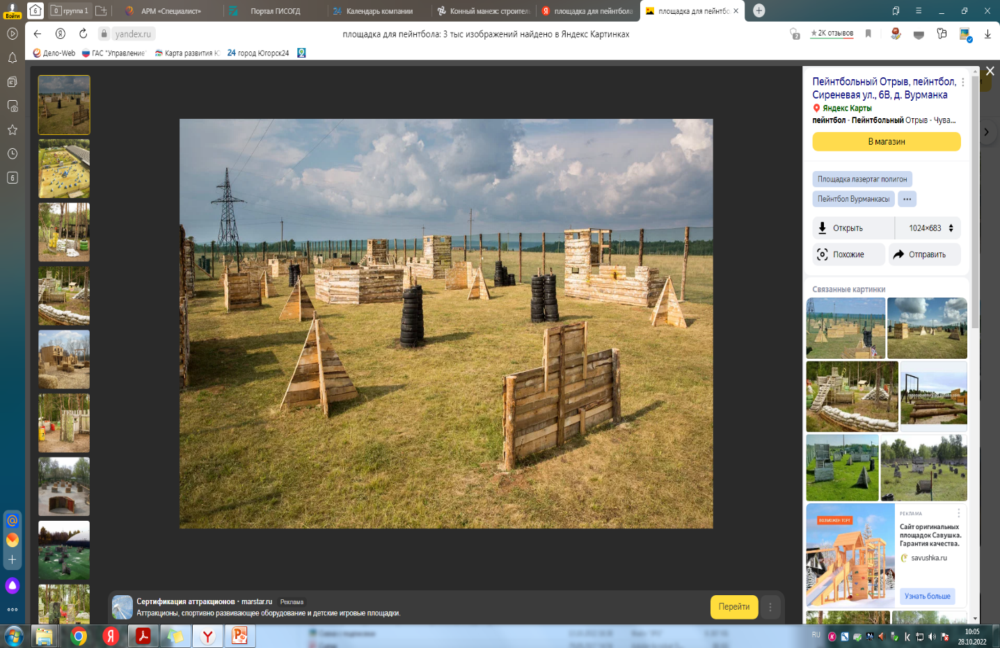 Войти
6
0 группа 1
АРМ «Специалист»
Портал ПИСОГД
Календарь компании
Конный манеж: строитель
площадка для пейнтбола
площадка для пейнтбо
yandex.ru
площадка для пейнтбола: 3 тыс изображений найдено в Яндекс Картинках
2
2K отзывов
Дело-Web
ГАС "Управление"
Карта развития Ю
24 город Югорск24
6
Пейнтбольный Отрыв, пейнтбол,
Сиреневая ул., 6В, д. Вурманка
Яндекс Карты
пейнтбол - Пейнтбольный Отрыв - Чува...
В магазин
Площадка лазертаг полигон
Пейнтбол Вурманкасы
Открыть
1024×683
Похожие
Отправить
Связанные картинки
ВОЗМОЖЕН ТОРГ
РЕКЛАМА
Сайт оригинальных
площадок Савушка.
Гарантия качества.
savushka.ru
Узнать больше
Сертификация аттракционов · marstar.ru Реклама
Аттракционы, спортивно развивающее оборудование и детские игровые площадки.
Перейти
RU
10:05
28.10.2022